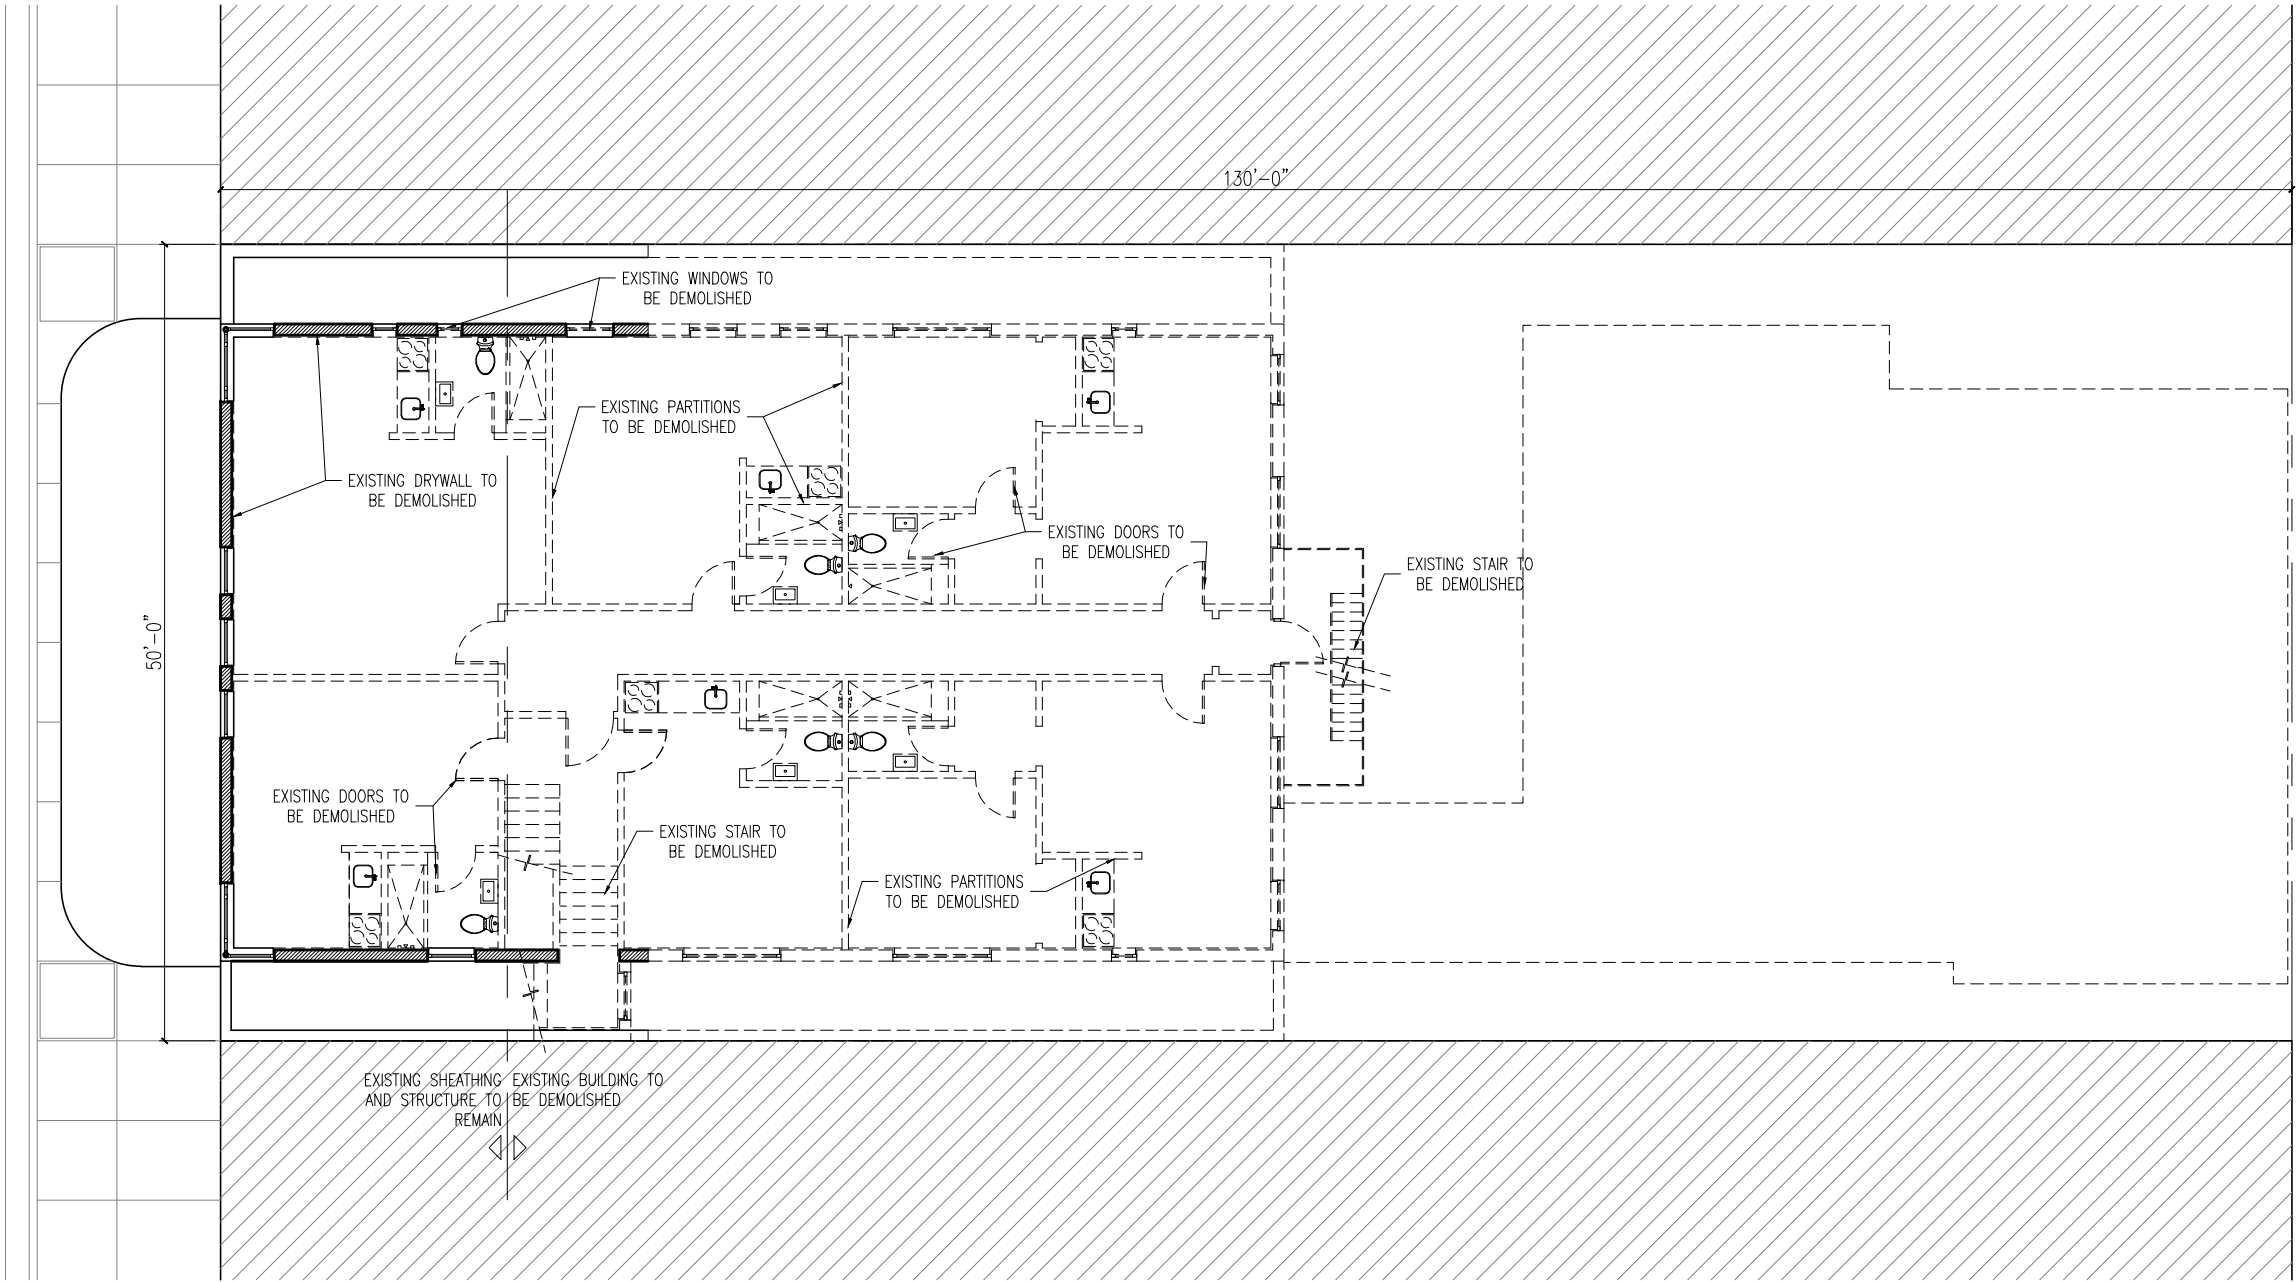 130'-0"
EXISTING WINDOWS TO
BE DEMOLISHED
EXISTING PARTITIONS
TO BE DEMOLISHED
EXISTING DRYWALL TO
BE DEMOLISHED
EXISTING DOORS TO
BE DEMOLISHED
EXISTING STAIR TO
BE DEMOLISHED
50'-0"
EXISTING DOORS TO
BE DEMOLISHED
EXISTING STAIR TO
BE DEMOLISHED
EXISTING PARTITIONS
TO BE DEMOLISHED
EXISTING SHEATHING
AND STRUCTURE TO
REMAIN
EXISTING BUILDING TO
BE DEMOLISHED